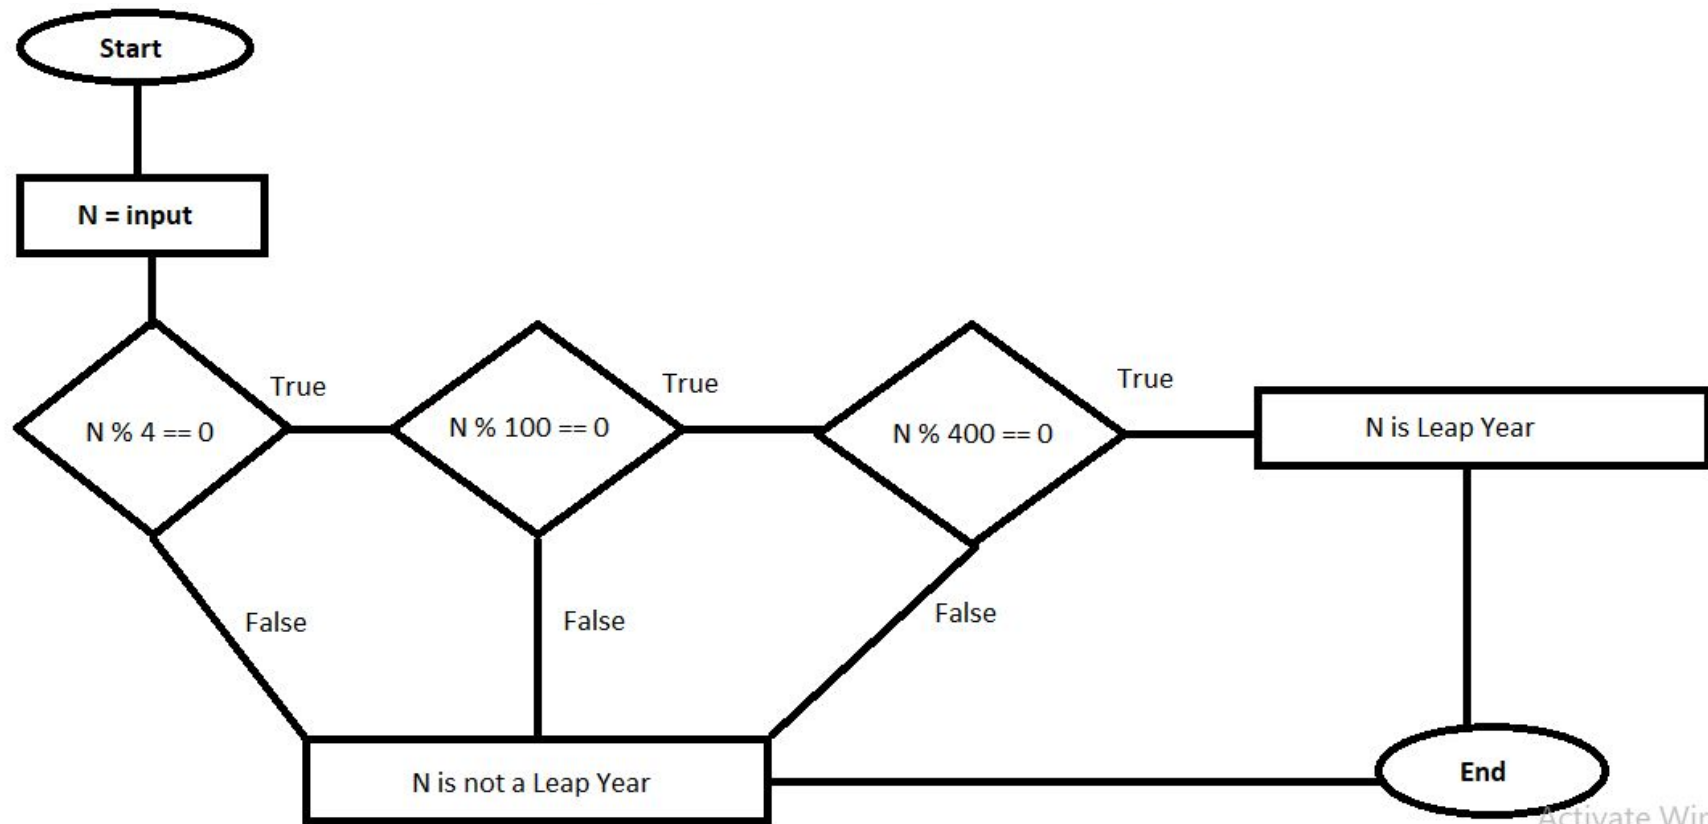 Start
N = input
N % 4 == 0
True
N % 100 == 0
True
N % 400 == 0
True
N is Leap Year
False
False
False
N is not a Leap Year
End
Activate